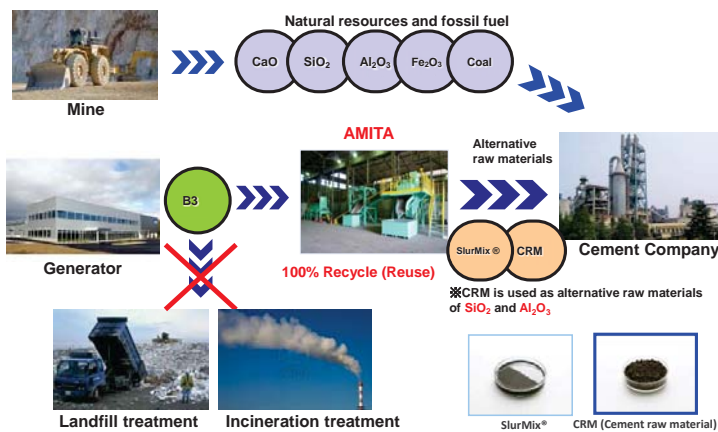 Natural resources and fossil fuel
CaO
SiO₂
Al₂O₃
Fe₂O₃
Coal
Mine
AMITA
Alternative
raw materials
B3
Generator
100% Recycle (Reuse)
SlurMix ®
CRM
Cement Company
※CRM is used as alternative raw materials
of SiO₂ and Al₂O₃
Landfill treatment
Incineration treatment
SlurMix®
CRM (Cement raw material)